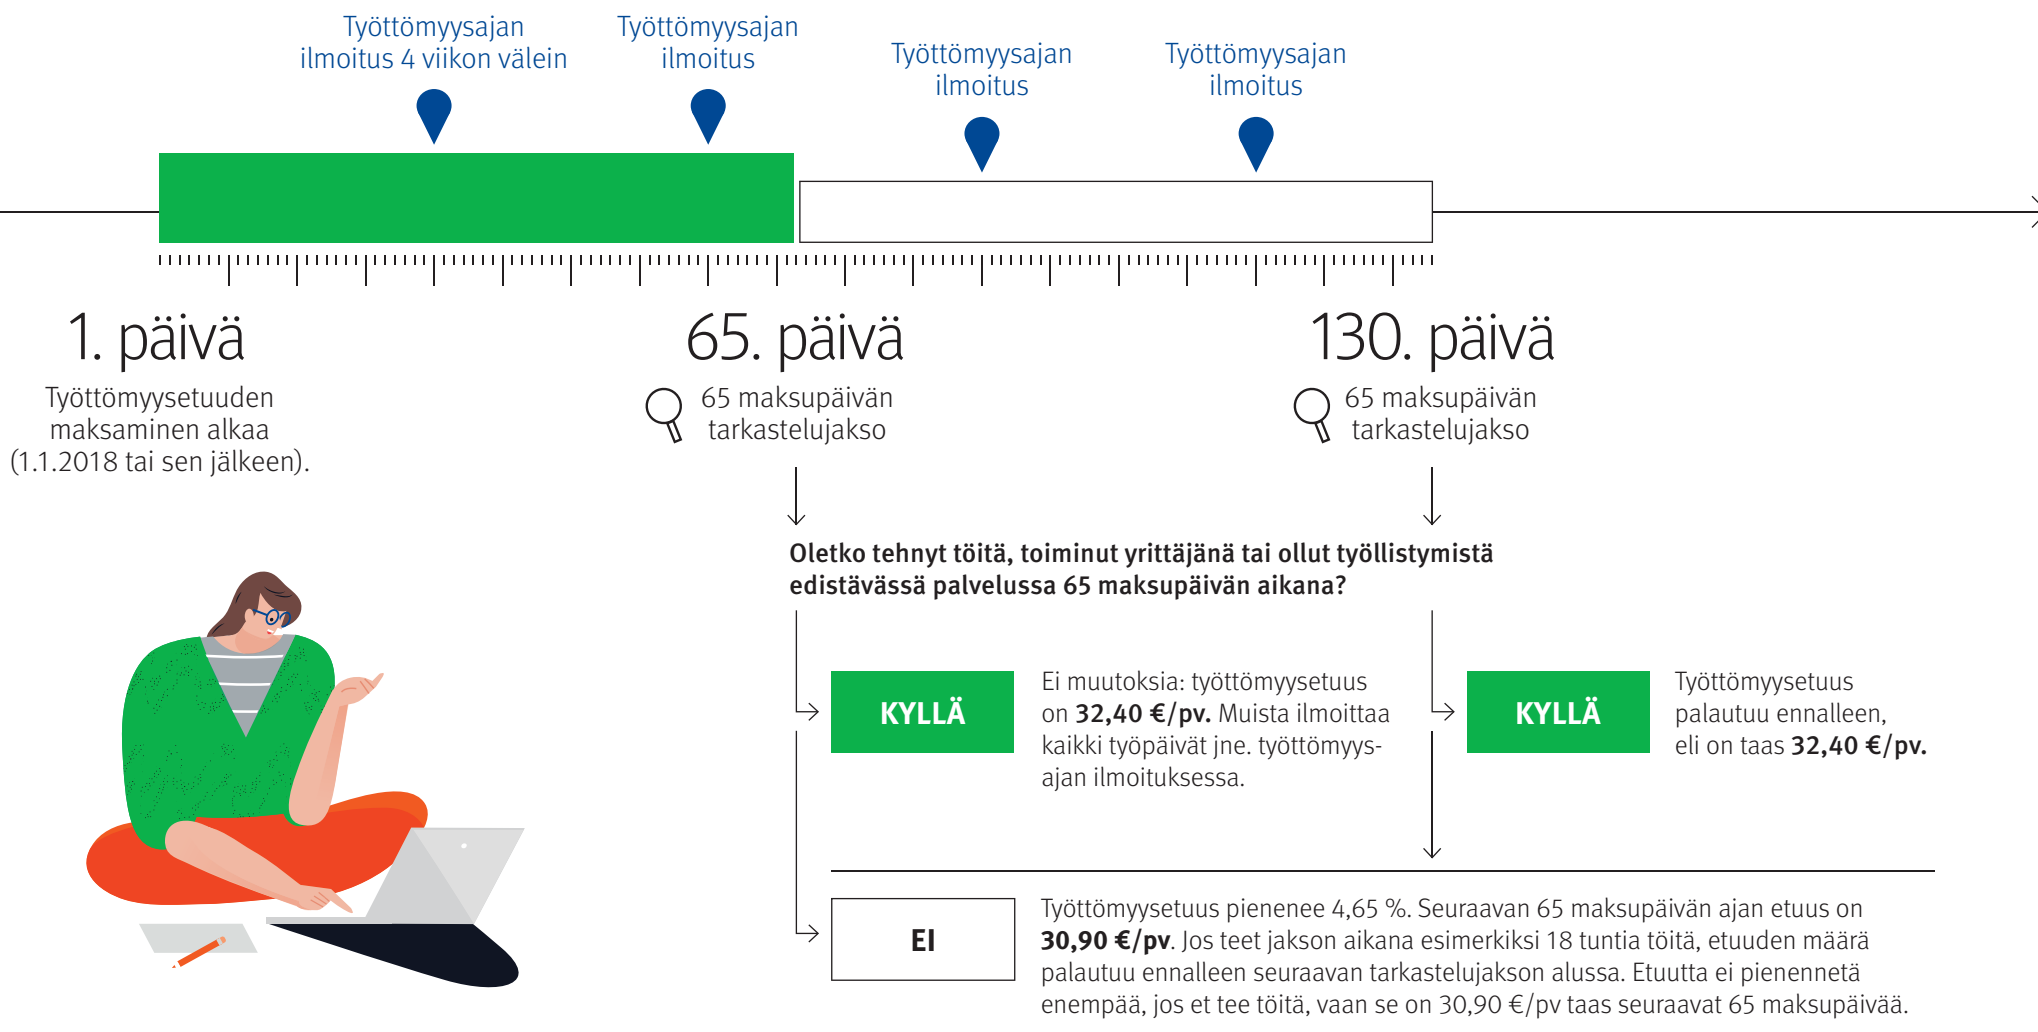 Työttömyysajan
ilmoitus 4 viikon välein
Työttömyysajan
ilmoitus
Työttömyysajan
ilmoitus
Työttömyysajan
ilmoitus
1. päivä
Työttömyysetuuden
maksaminen alkaa
(1.1.2018 tai sen jälkeen).
65. päivä
65 maksupäivän
tarkastelujakso
130. päivä
65 maksupäivän
tarkastelujakso
Oletko tehnyt töitä, toiminut yrittäjänä tai ollut työllistymistä
edistävässä palvelussa 65 maksupäivän aikana?
KYLLÄ
Ei muutoksia: työttömyysetuus
on 32,40 €/pv. Muista ilmoittaa
kaikki työpäivät jne. työttömyys-
ajan ilmoituksessa.
KYLLÄ
Työttömyysetuus
palautuu ennalleen,
eli on taas 32,40 €/pv.
EI
Työttömyysetuus pienenee 4,65 %. Seuraavan 65 maksupäivän ajan etuus on
30,90 €/pv. Jos teet jakson aikana esimerkiksi 18 tuntia töitä, etuuden määrä
palautuu ennalleen seuraavan tarkastelujakson alussa. Etuutta ei pienennetä
enempää, jos et tee töitä, vaan se on 30,90 €/pv taas seuraavat 65 maksupäivää.